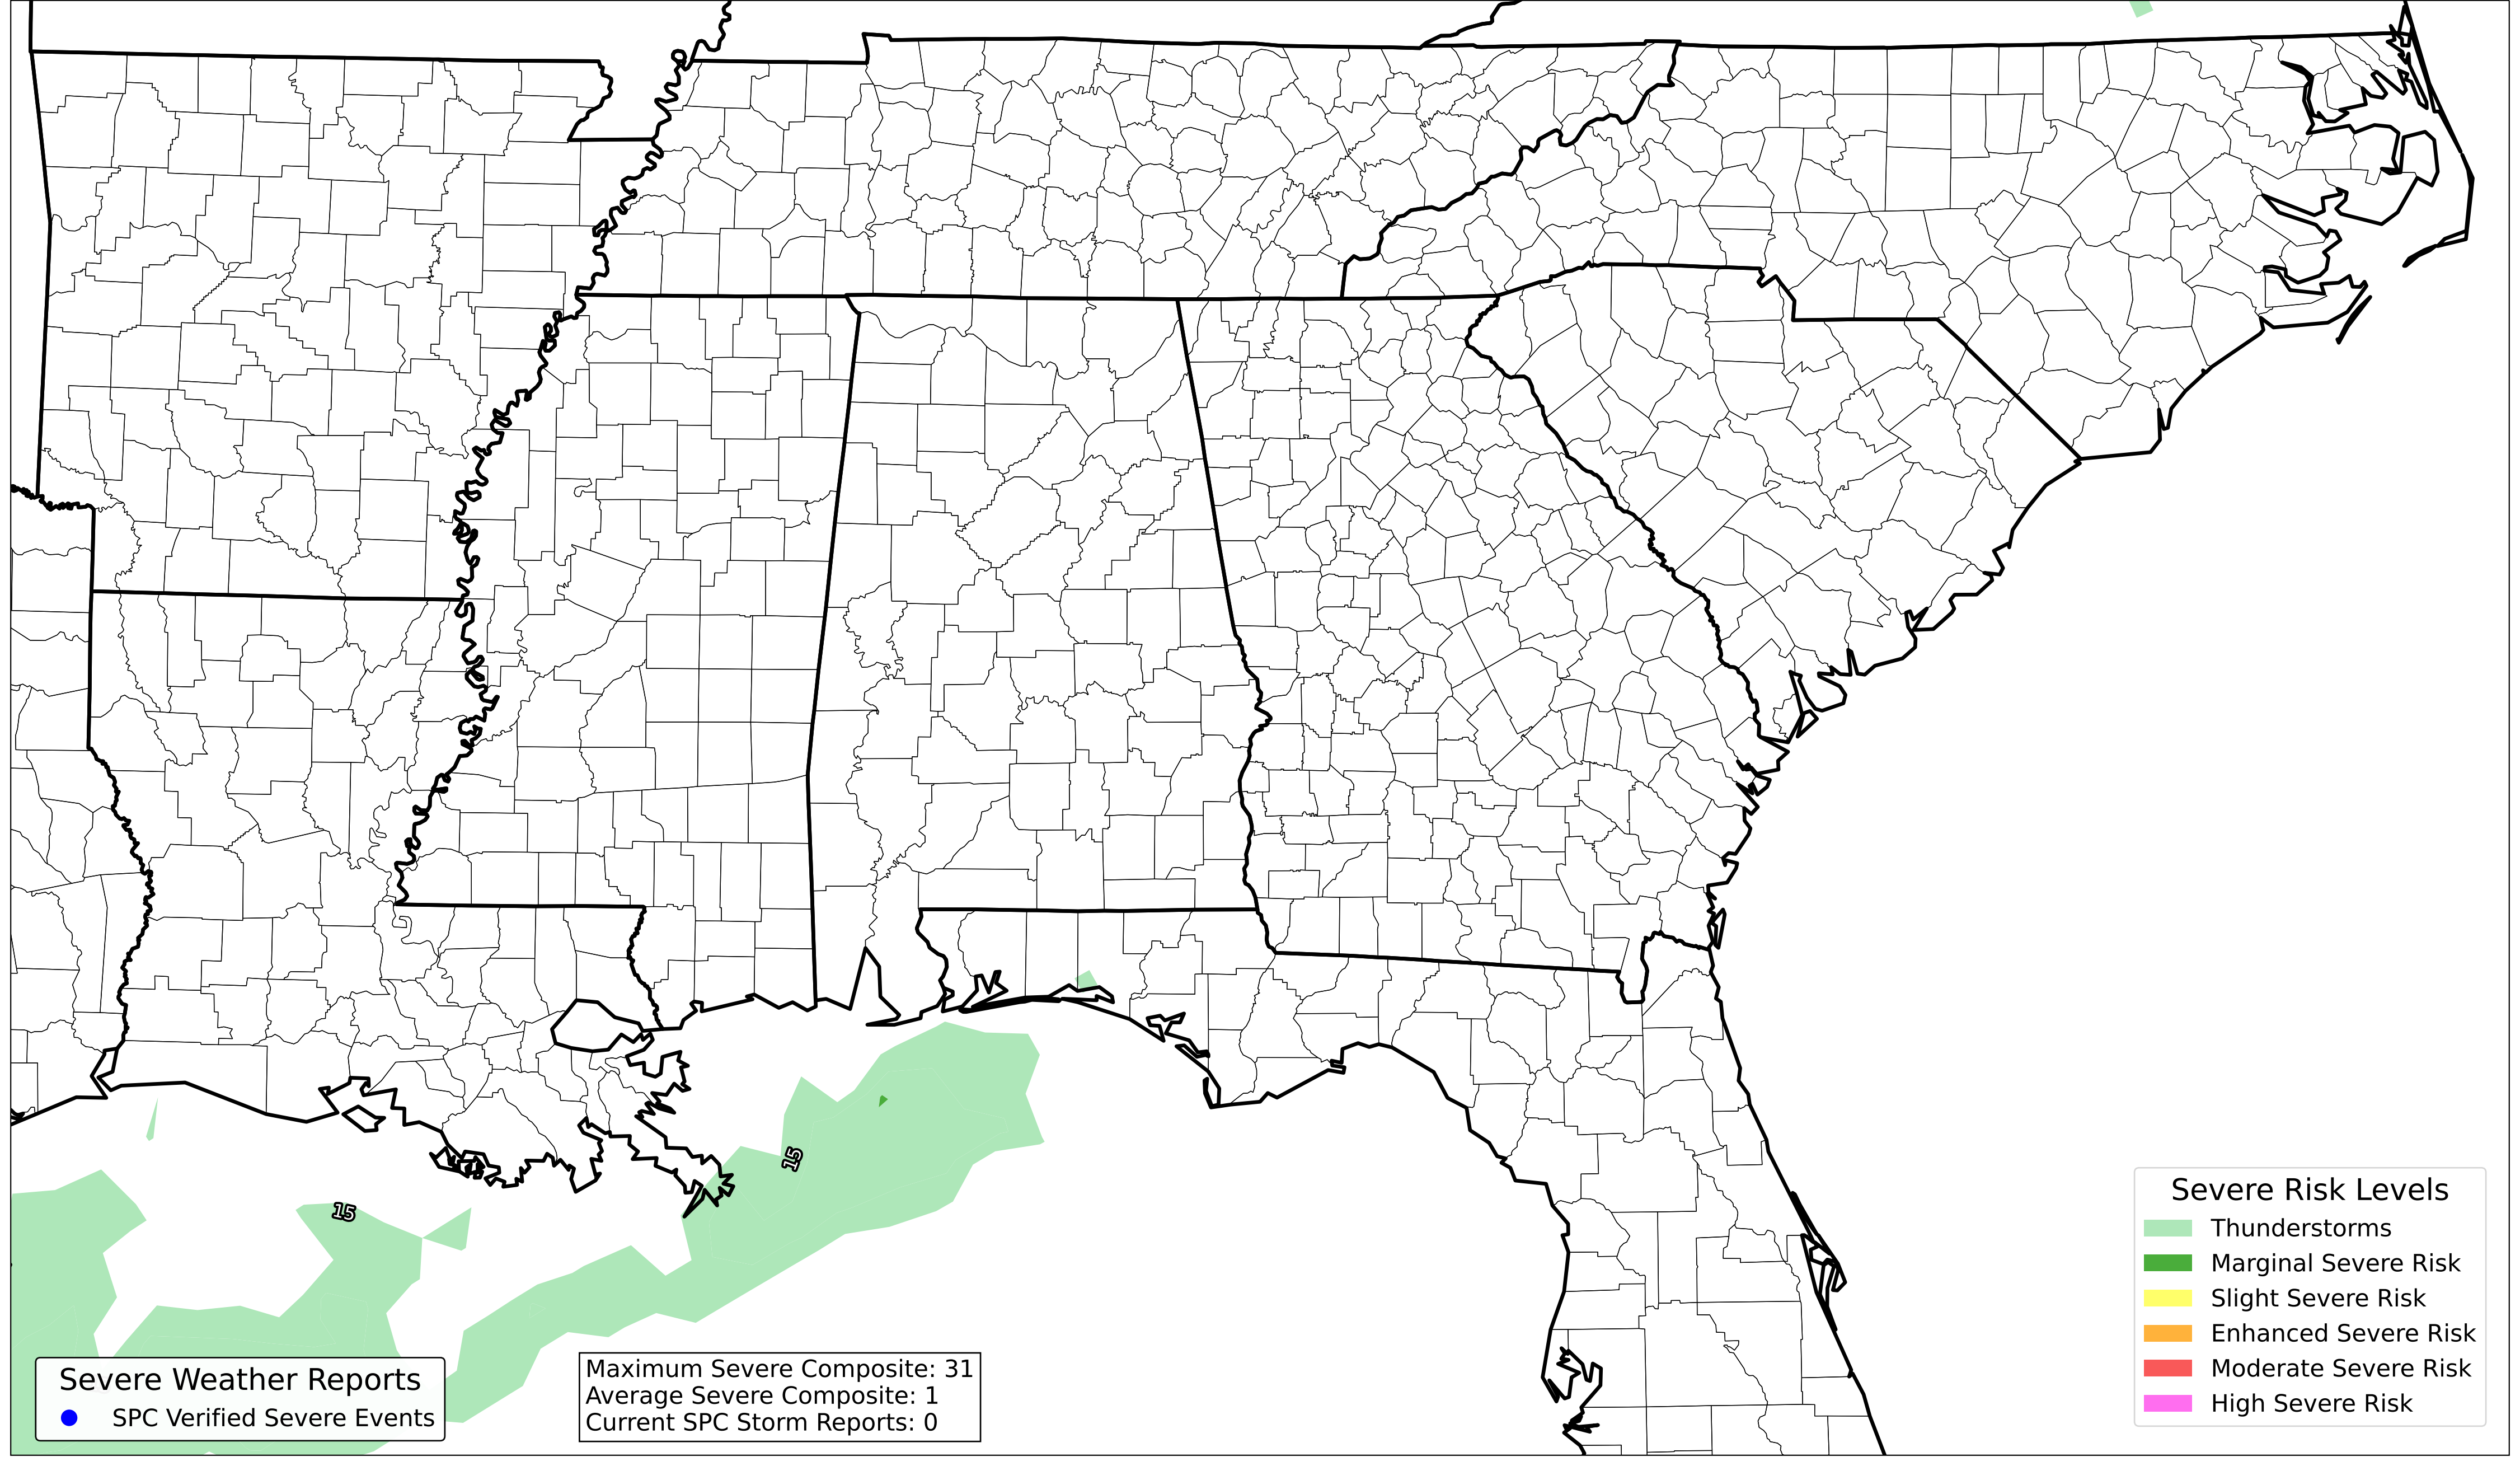 15
15
Severe Weather Reports
SPC Verified Severe Events
Maximum Severe Composite: 31
Average Severe Composite: 1
Current SPC Storm Reports: 0
Severe Risk Levels
Thunderstorms
Marginal Severe Risk
Slight Severe Risk
Enhanced Severe Risk
Moderate Severe Risk
High Severe Risk